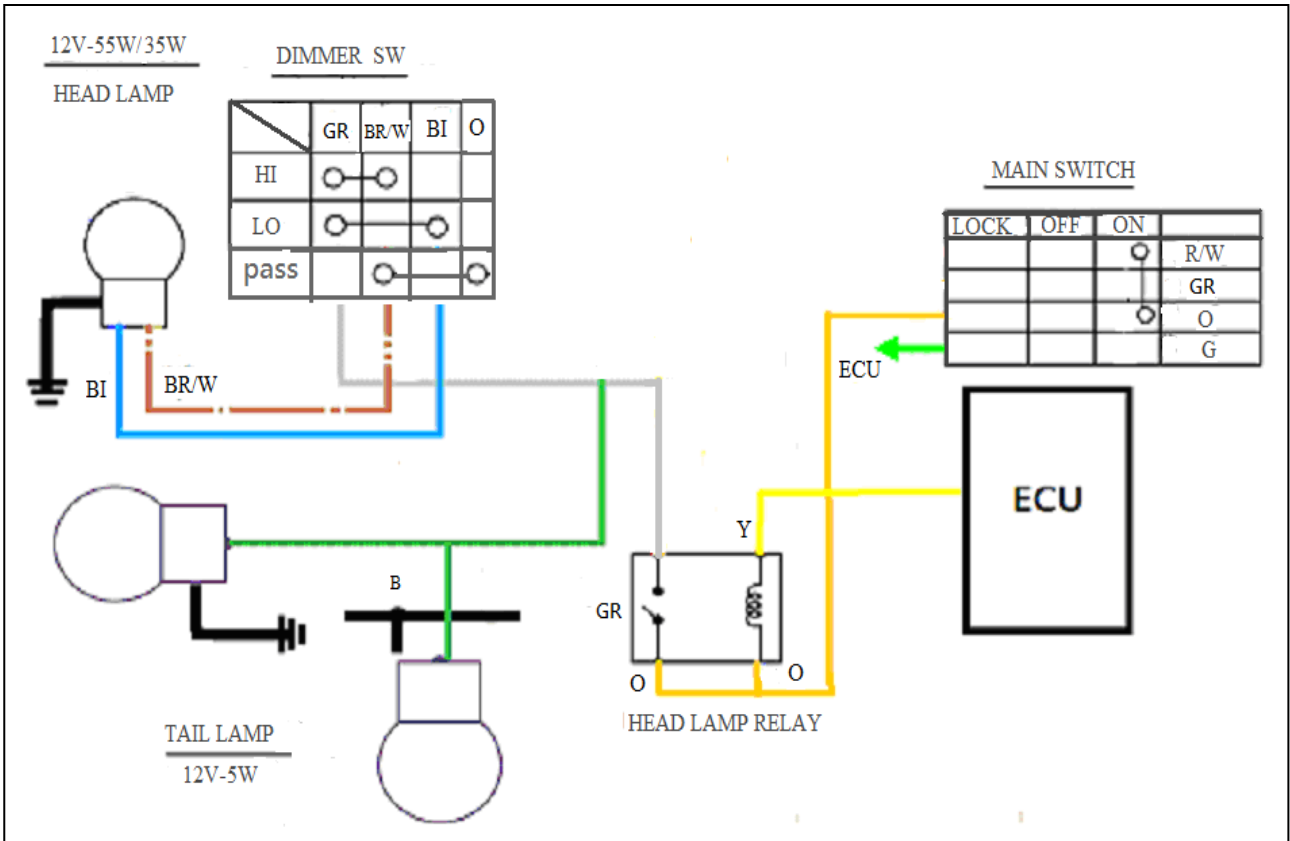 12V-55W/35W
HEAD LAMP
DIMMER SW
GR BR/W BI O
HI
LO
pass
MAIN SWITCH
LOCK OFF ON
R/W
GR
O
G
ECU
BI
BR/W
ECU
Y
B
GR
O
O
HEAD LAMP RELAY
TAIL LAMP
12V-5W